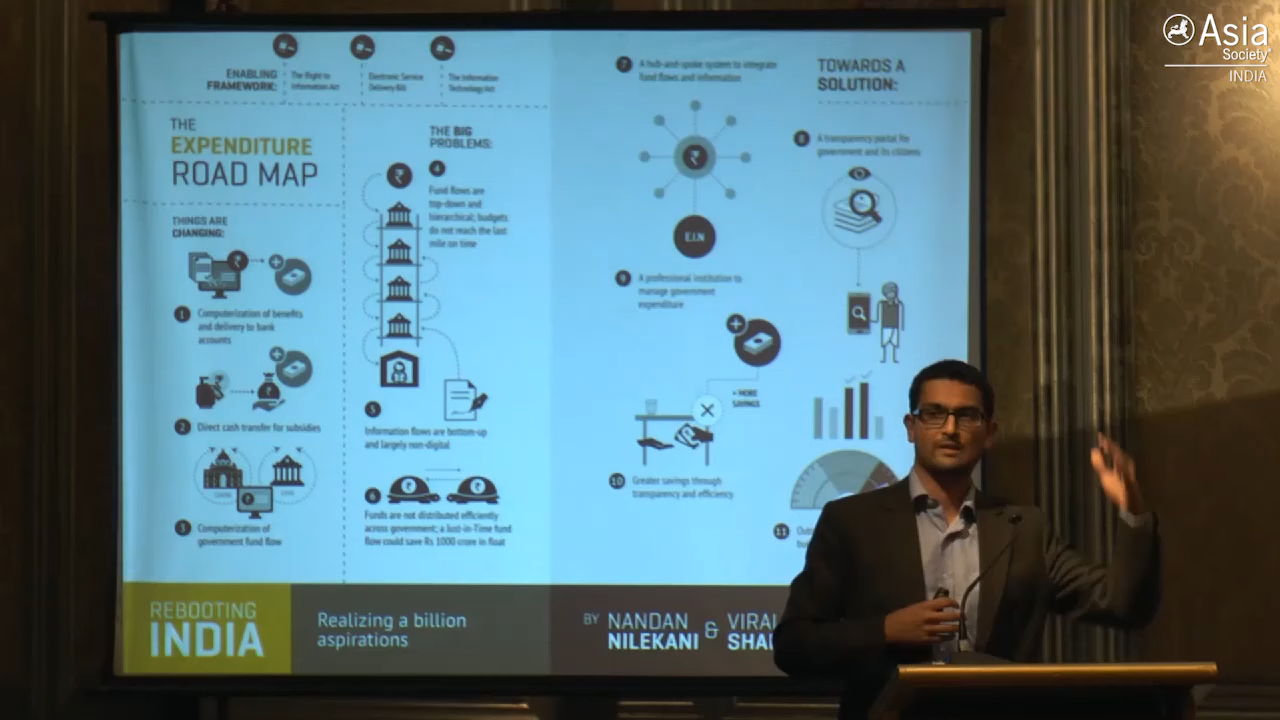 Asia
Society
INDIA
ENABLING
FRAMEWORK:
The Right to
Information Act
Electronic Service
Delivery Bill
The Information
Technology Act
THE
EXPENDITURE
ROAD MAP
THINGS ARE
CHANGING:
1 Computerization of benefits
and delivery to bank
accounts
2 Direct cash transfer for subsidies
3 Computerization of
government fund flow
THE BIG
PROBLEMS:
4
Fund flows are
top-down and
hierarchical; budgets
do not reach the last
mile on time
5
Information flows are bottom-up
and largely non-digital
6
Funds are not distributed efficiently
across government; a Just-in-Time fund
flow could save Rs 1000 crore in float
7 A hub-and-spoke system to integrate
fund flows and information
E.I.N
TOWARDS A
SOLUTION:
8 A transparency portal for
government and its citizens
9 A professional institution to
manage government
expenditure
+ MORE
SAVINGS
10 Greater savings through
transparency and efficiency
11
REBOOTING
INDIA
Realizing a billion
aspirations
BY NANDAN
NILEKANI
&
VIRAL
SHA